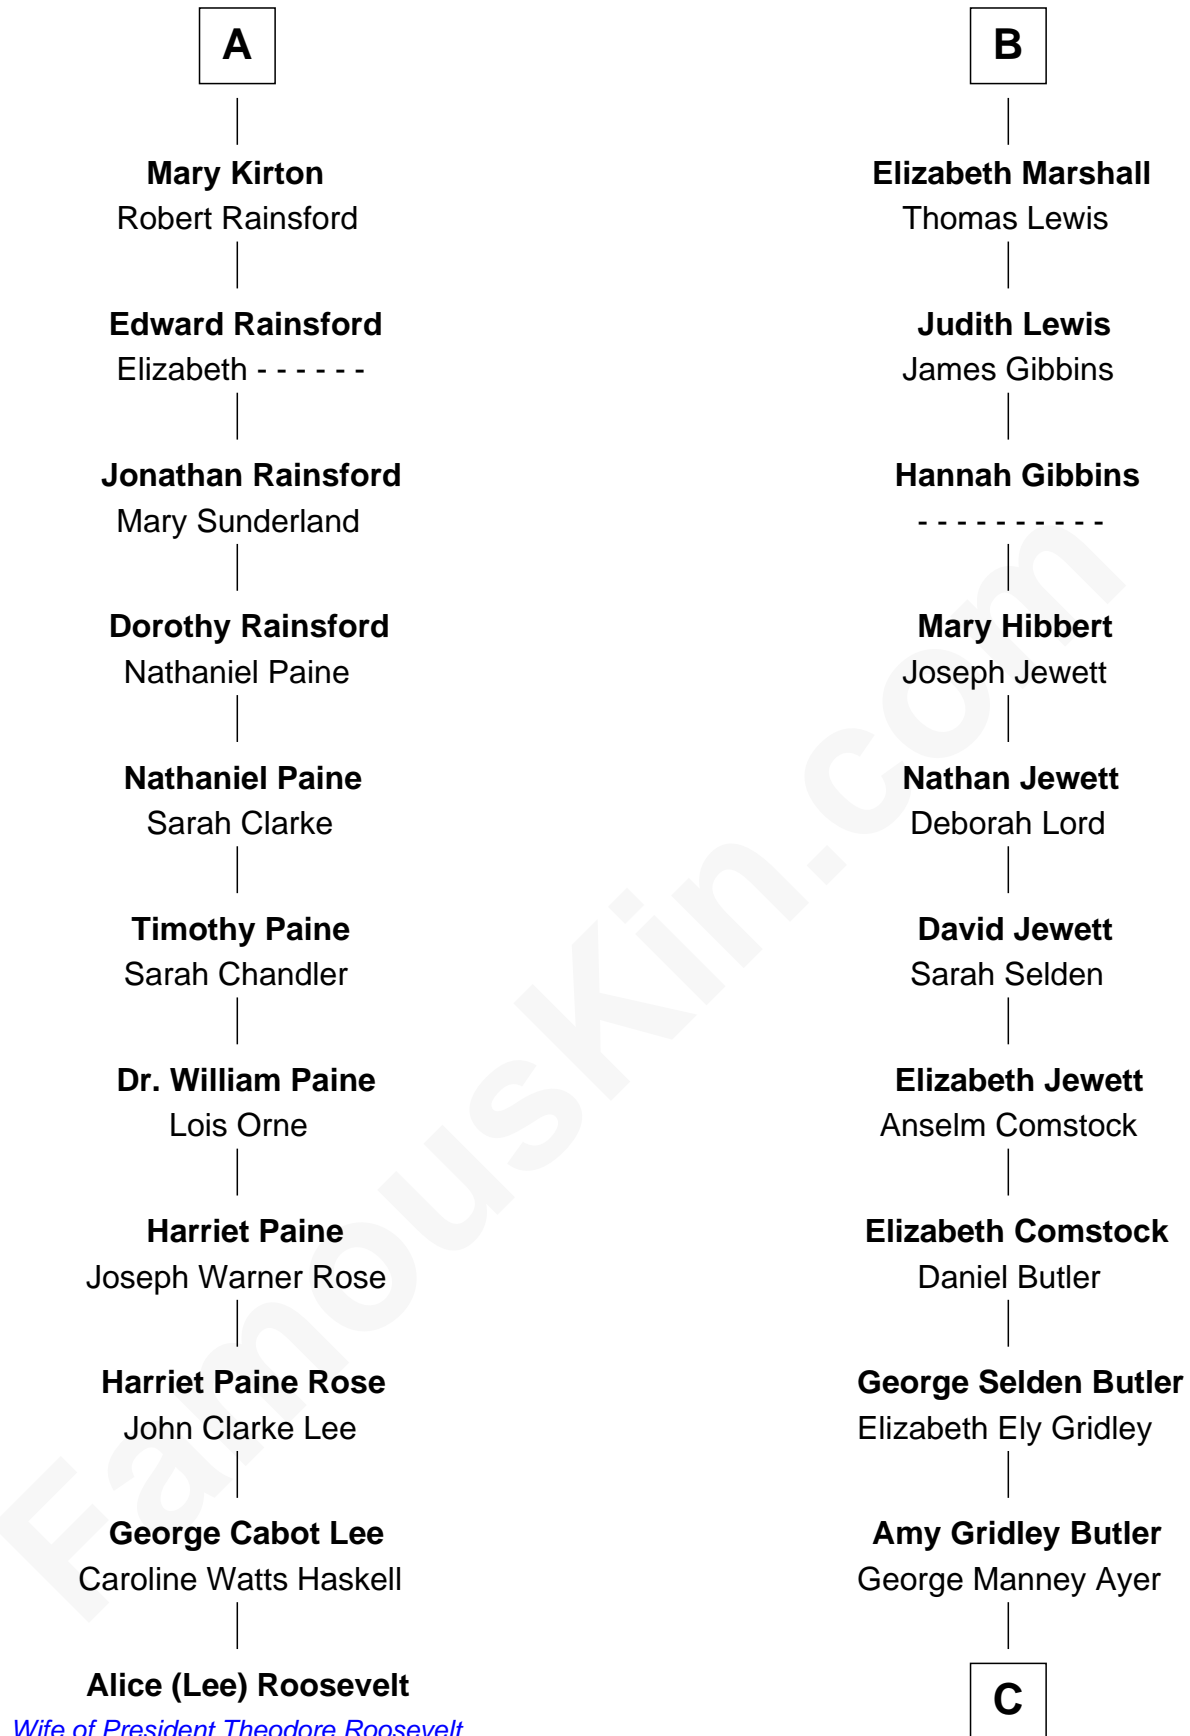 A
Mary Kirton
Robert Rainsford
Edward Rainsford
Elizabeth - - - - - -
Jonathan Rainsford
Mary Sunderland
Dorothy Rainsford
Nathaniel Paine
Nathaniel Paine
Sarah Clarke
Timothy Paine
Sarah Chandler
Dr. William Paine
Lois Orne
Harriet Paine
Joseph Warner Rose
Harriet Paine Rose
John Clarke Lee
George Cabot Lee
Caroline Watts Haskell
Alice (Lee) Roosevelt
Wife of President Theodore Roosevelt
B
Elizabeth Marshall
Thomas Lewis
Judith Lewis
James Gibbins
Hannah Gibbins
- - - - - - - - - -
Mary Hibbert
Joseph Jewett
Nathan Jewett
Deborah Lord
David Jewett
Sarah Selden
Elizabeth Jewett
Anselm Comstock
Elizabeth Comstock
Daniel Butler
George Selden Butler
Elizabeth Ely Gridley
Amy Gridley Butler
George Manney Ayer
C
FamousKin.com